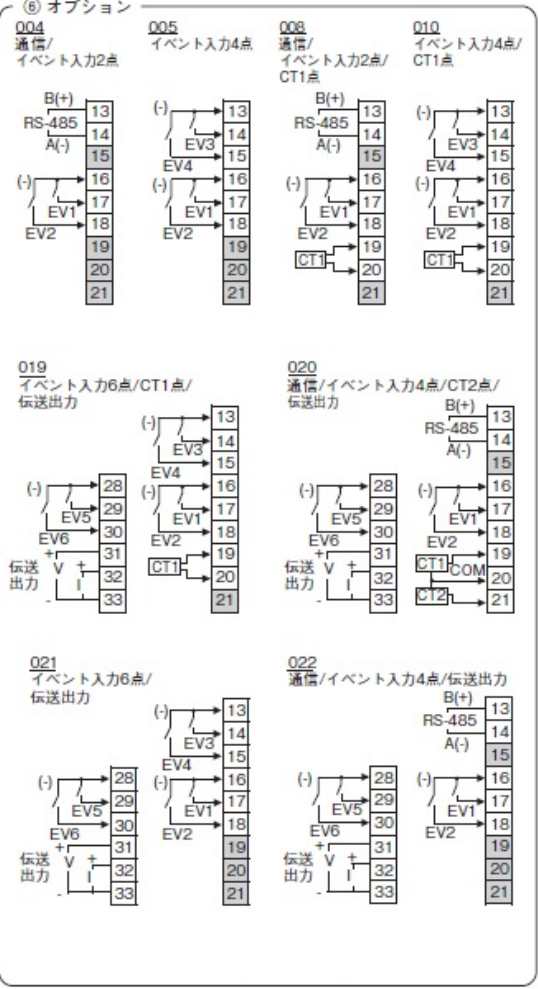 ⑥ オプション
004
通信/
イベント入力2点
B(+)
RS-485
A(-)
(-)
EV1
EV2
13
14
15
16
17
18
19
20
21
005
イベント入力4点
(-)
EV3
EV4
(-)
EV1
EV2
13
14
15
16
17
18
19
20
21
008
通信/
イベント入力2点/
CT1点
B(+)
RS-485
A(-)
(-)
EV1
EV2
CT1
13
14
15
16
17
18
19
20
21
010
イベント入力4点/
CT1点
(-)
EV3
EV4
(-)
EV1
EV2
CT1
13
14
15
16
17
18
19
20
21
019
イベント入力6点/CT1点/
伝送出力
(-)
EV5
EV6
伝送
出力
+
V
+
I
-
28
29
30
31
32
33
(-)
EV3
EV4
(-)
EV1
EV2
CT1
13
14
15
16
17
18
19
20
21
020
通信/イベント入力4点/CT2点/
伝送出力
(-)
EV5
EV6
伝送
出力
+
V
+
I
-
28
29
30
31
32
33
B(+)
RS-485
A(-)
(-)
EV1
EV2
CT1
COM
CT2
13
14
15
16
17
18
19
20
21
021
イベント入力6点/
伝送出力
(-)
EV5
EV6
伝送
出力
+
V
+
I
-
28
29
30
31
32
33
(-)
EV3
EV4
(-)
EV1
EV2
13
14
15
16
17
18
19
20
21
022
通信/イベント入力4点/伝送出力
(-)
EV5
EV6
伝送
出力
+
V
+
I
-
28
29
30
31
32
33
B(+)
RS-485
A(-)
(-)
EV1
EV2
13
14
15
16
17
18
19
20
21